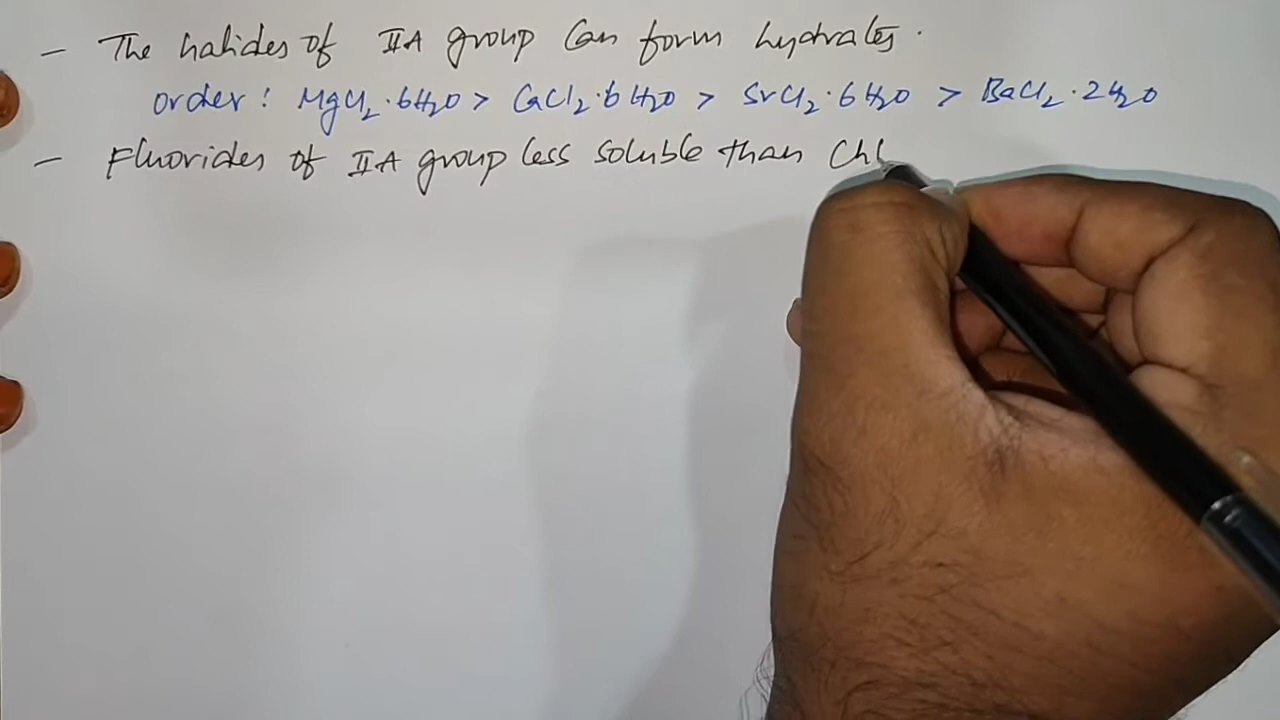 - The halides of IIA group can form hydrates.
order: MgCl₂·6H₂O > CaCl₂·6H₂O > SrCl₂·6H₂O > BaCl₂·2H₂O
- Fluorides of IIA group less soluble than Chl